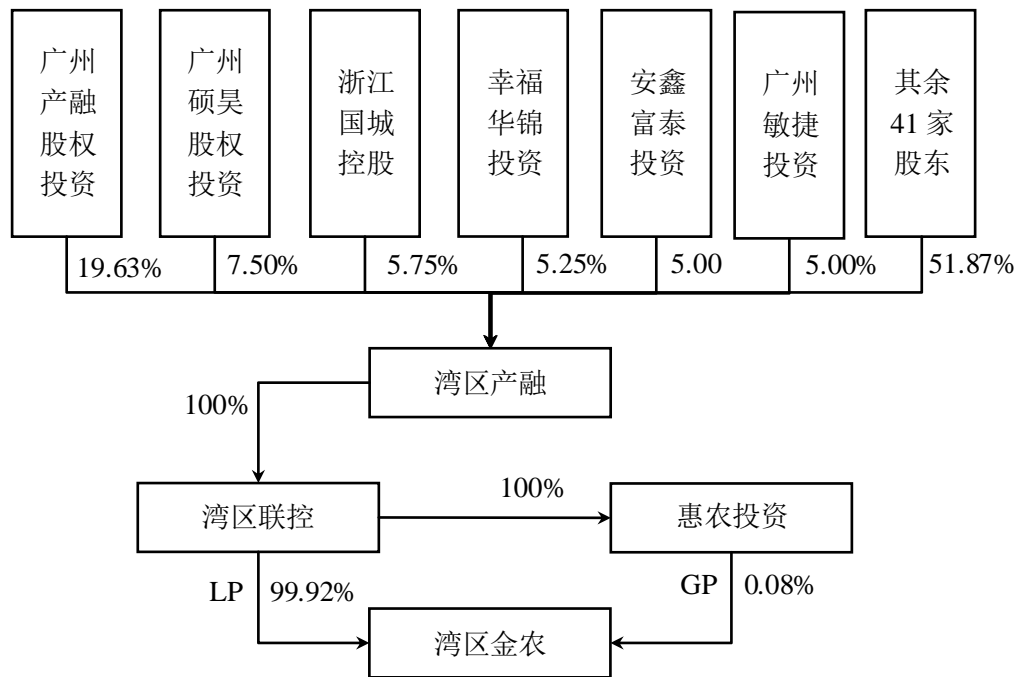 广州
产融
股权
投资
广州
硕昊
股权
投资
浙江
国城
控股
幸福
华锦
投资
安鑫
富泰
投资
广州
敏捷
投资
其余
41 家
股东
19.63%
7.50%
5.75%
5.25%
5.00
5.00%
51.87%
湾区产融
100%
湾区联控
100%
惠农投资
LP
99.92%
GP
0.08%
湾区金农